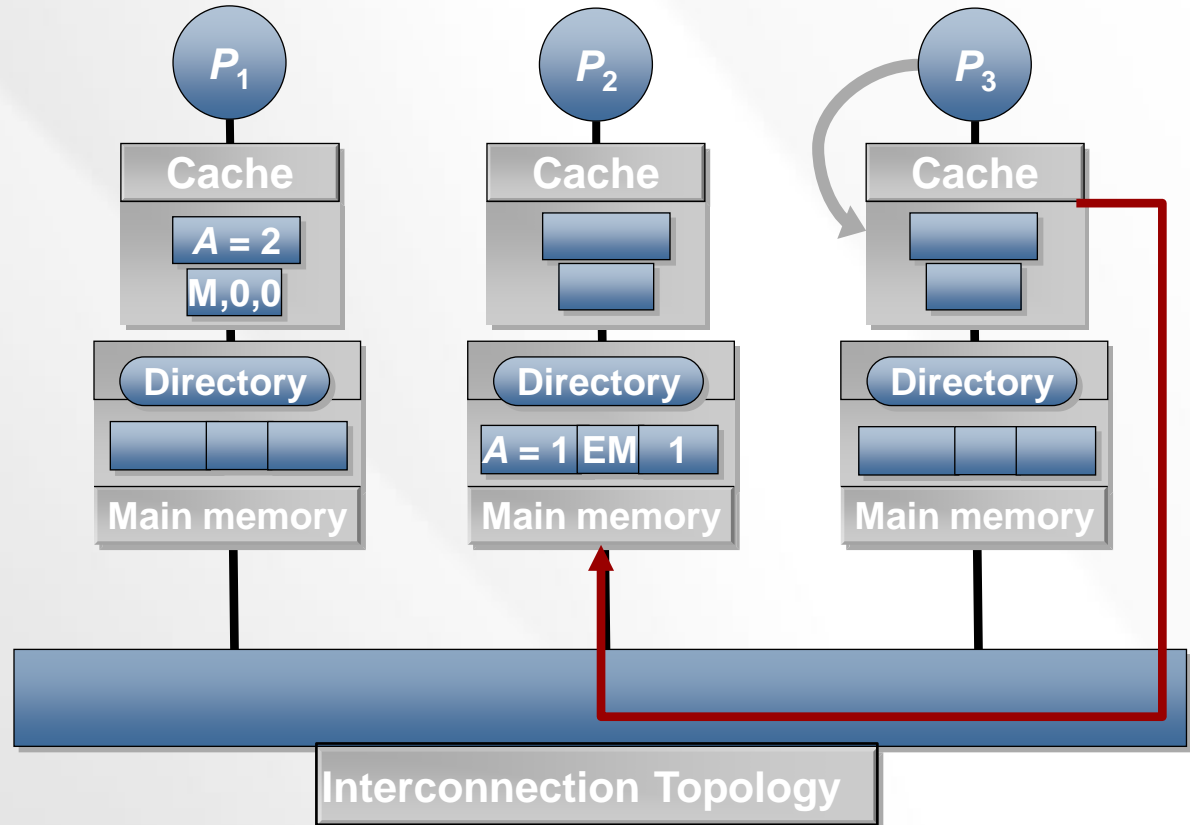 P1 P2 P3
Cache Cache Cache
A = 2
M,0,0
Directory Directory Directory
A = 1 EM 1
Main memory Main memory Main memory
Interconnection Topology